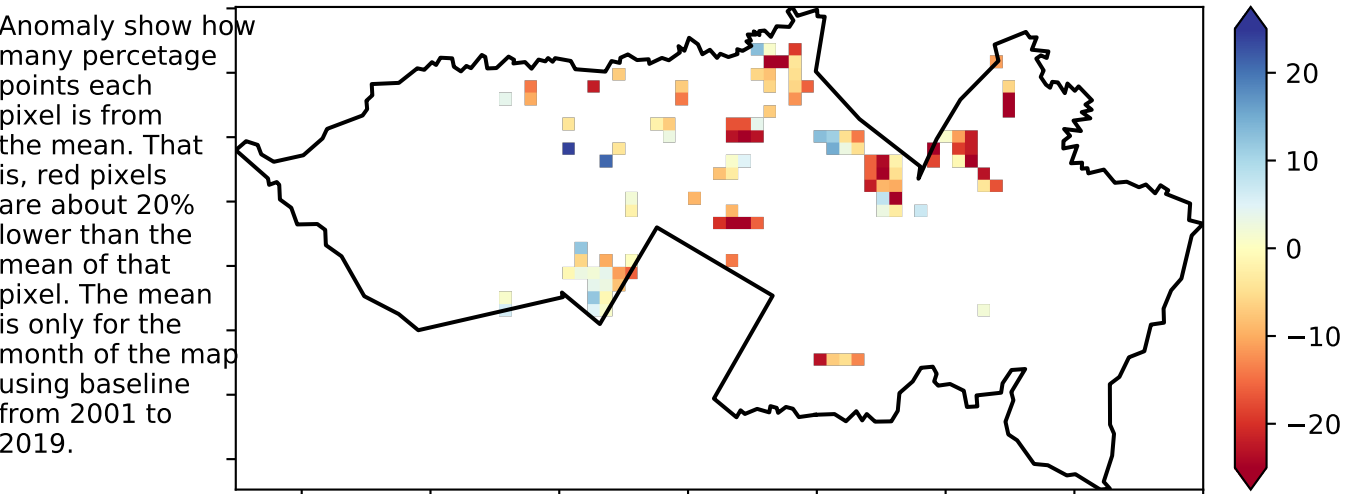 Anomaly show how
many percetage
points each
pixel is from
the mean. That
is, red pixels
are about 20%
lower than the
mean of that
pixel. The mean
is only for the
month of the map
using baseline
from 2001 to
2019.
20
10
0
−10
−20